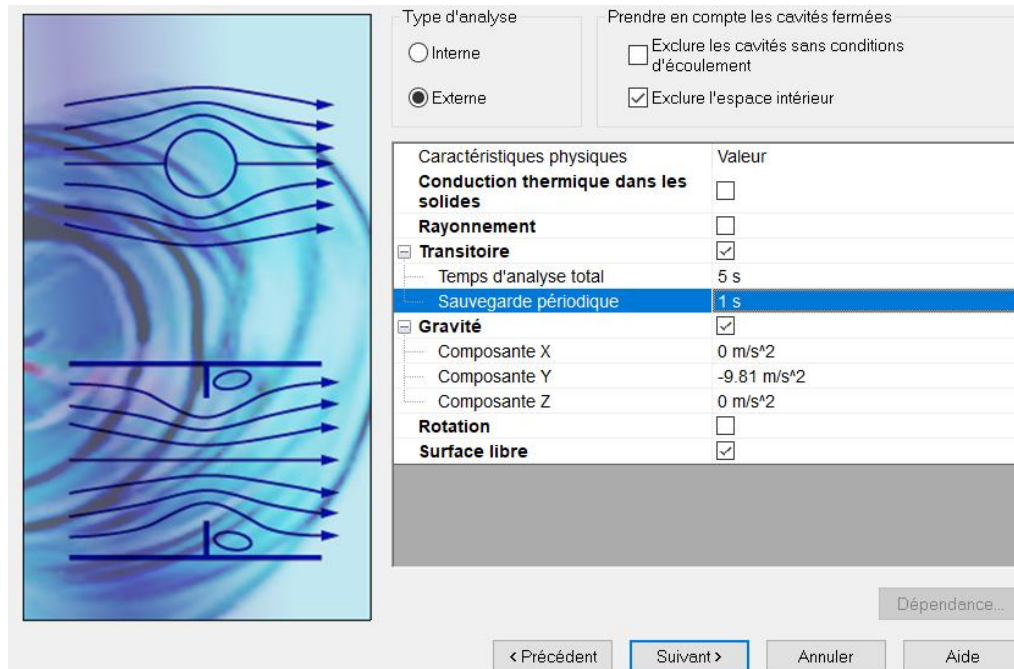 Type d'analyse
Prendre en compte les cavités fermées
Interne
Exclure les cavités sans conditions
d'écoulement
Externe
Exclure l'espace intérieur
Caractéristiques physiques Valeur
Conduction thermique dans les
solides
Rayonnement
Transitoire
Temps d'analyse total 5 s
Sauvegarde périodique 1 s
Gravité
Composante X 0 m/s^2
Composante Y -9.81 m/s^2
Composante Z 0 m/s^2
Rotation
Surface libre
Dépendance...
< Précédent Suivant > Annuler Aide